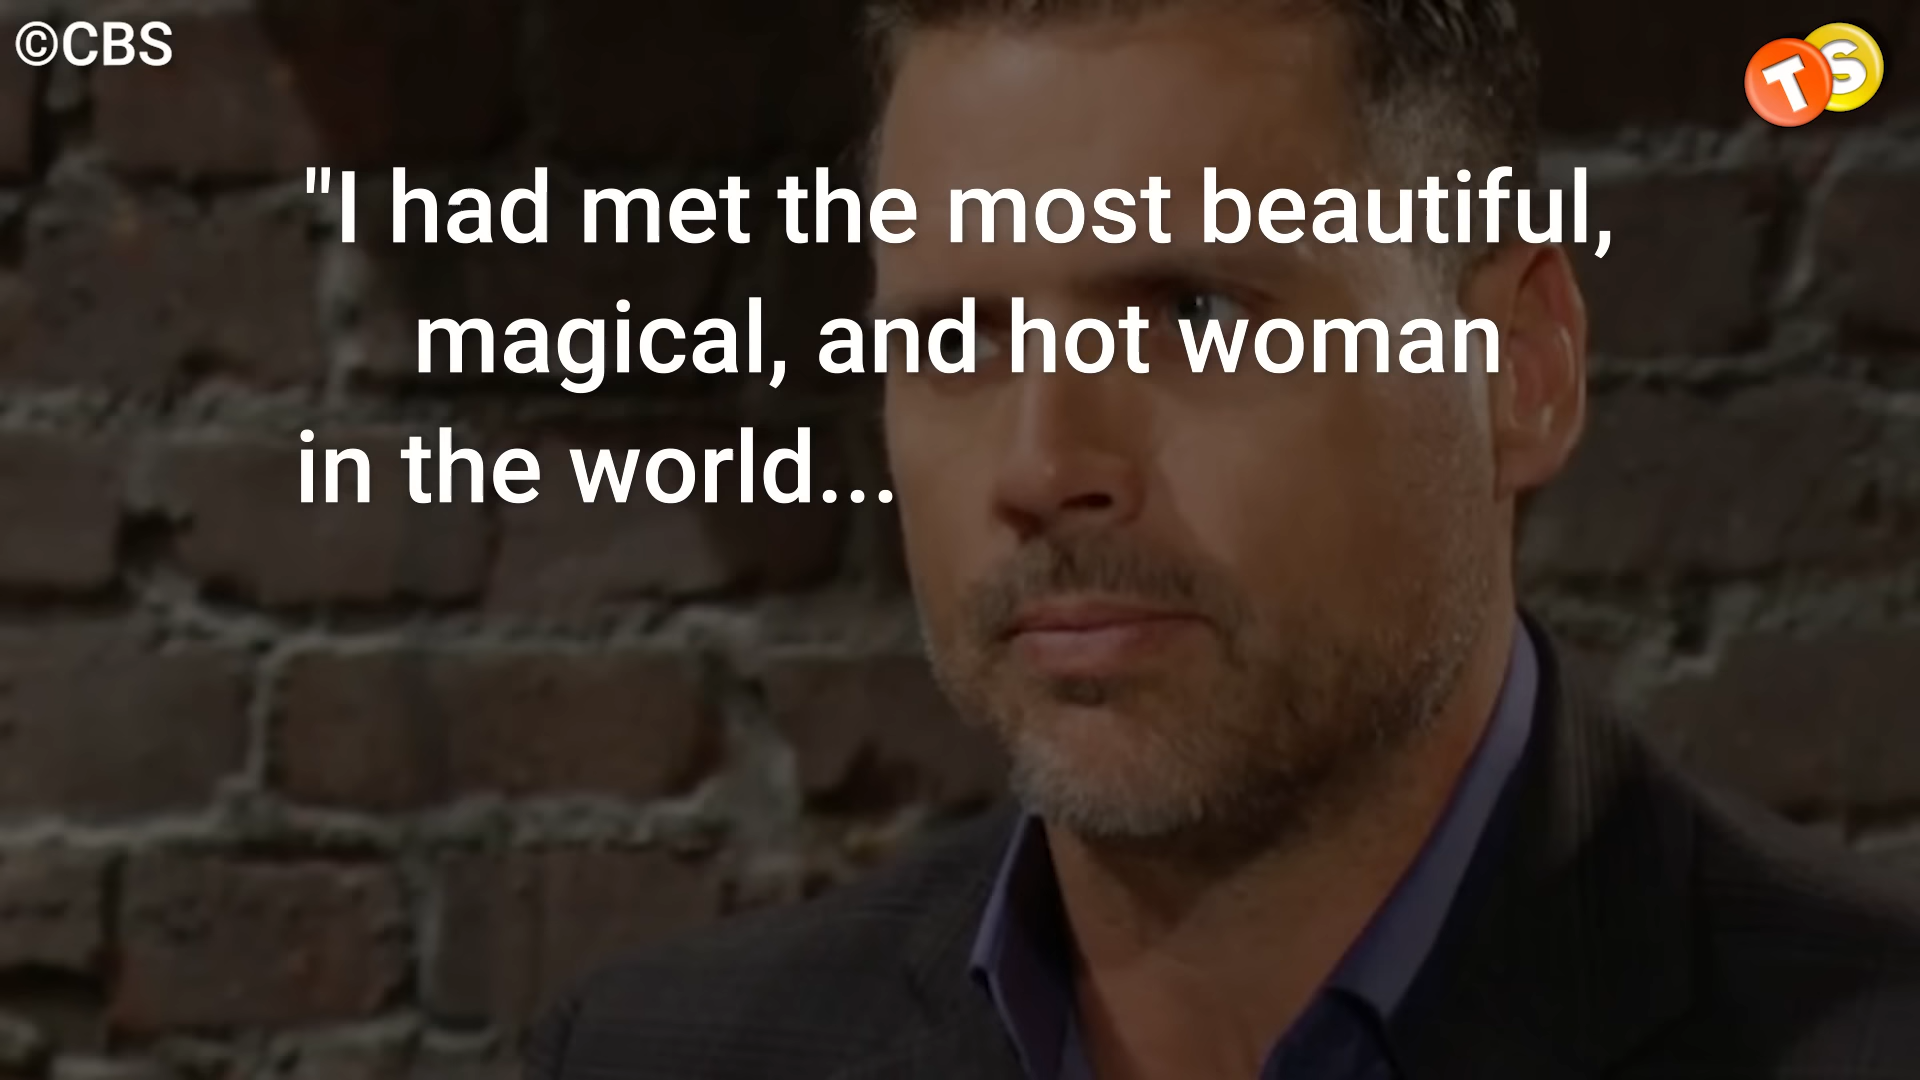 ©CBS
TS
"I had met the most beautiful,
magical, and hot woman
in the world...